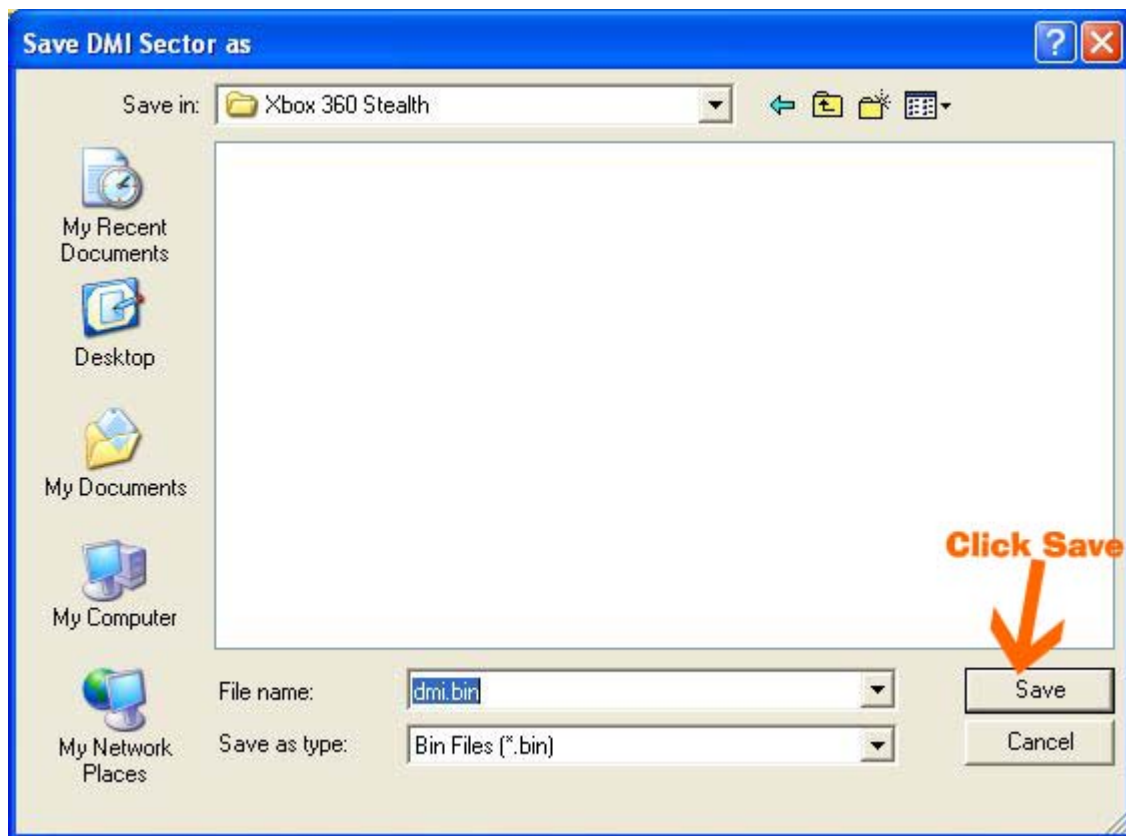 Save DMI Sector as
Save in:
Xbox 360 Stealth
My Recent
Documents
Desktop
My Documents
My Computer
My Network
Places
Click Save
File name:
dmi.bin
Save
Save as type:
Bin Files (*.bin)
Cancel